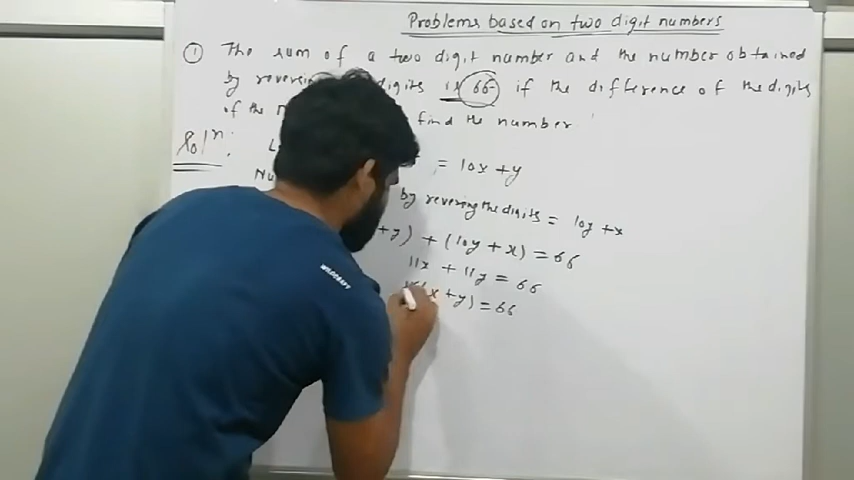 Problems based on two digit numbers
① The sum of a two digit number and the number obtained
by reversing digits is 66 if the difference of the digits
of the find the number
Solⁿ: = 10x + y
by revering the digits = 10y + x
+ y) + (10y + x) = 66
11x + 11y = 66
x + y) = 66
WILDCRAFT